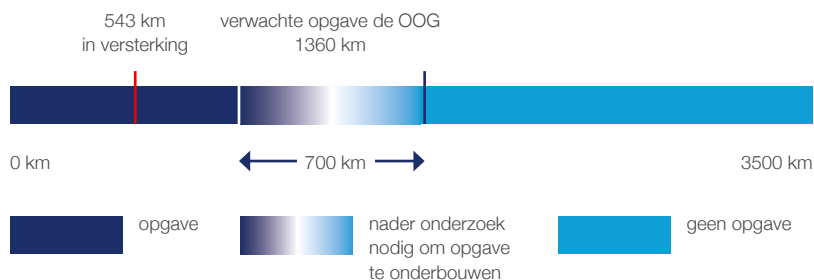 543 km
in versterking
verwachte opgave de OOG
1360 km
0 km
700 km
3500 km
opgave
nader onderzoek
nodig om opgave
te onderbouwen
geen opgave